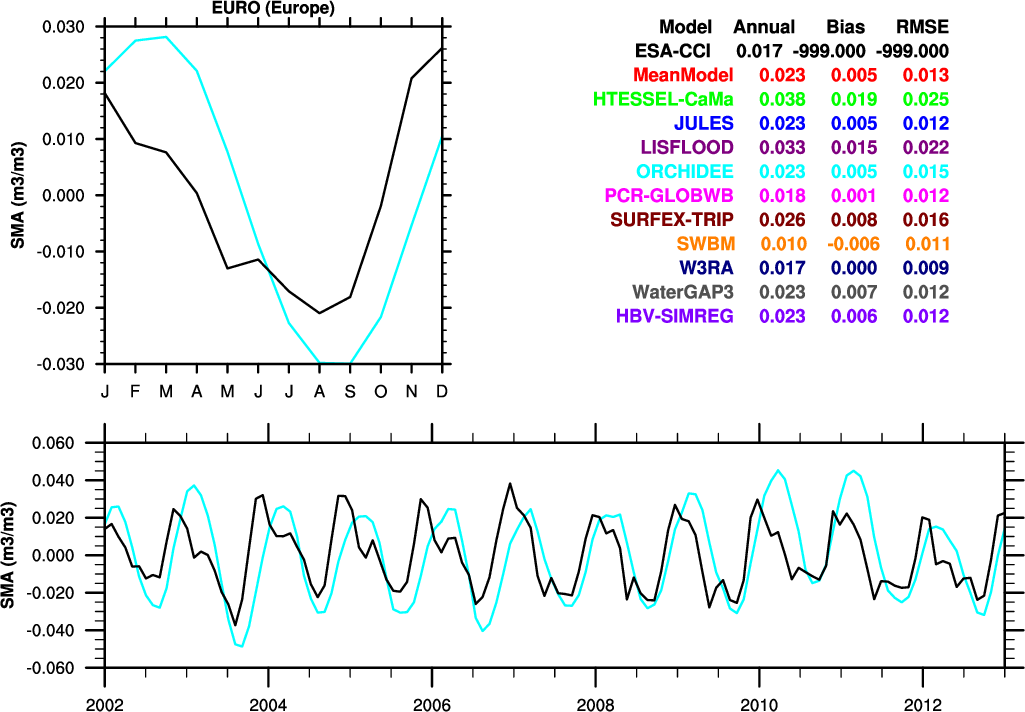 EURO (Europe)
0.030
0.020
0.010
0.000
-0.010
-0.020
-0.030
SMA (m3/m3)
J F M A M J J A S O N D
Model Annual Bias RMSE
ESA-CCI 0.017 -999.000 -999.000
MeanModel 0.023 0.005 0.013
HTESSEL-CaMa 0.038 0.019 0.025
JULES 0.023 0.005 0.012
LISFLOOD 0.033 0.015 0.022
ORCHIDEE 0.023 0.005 0.015
PCR-GLOBWB 0.018 0.001 0.012
SURFEX-TRIP 0.026 0.008 0.016
SWBM 0.010 -0.006 0.011
W3RA 0.017 0.000 0.009
WaterGAP3 0.023 0.007 0.012
HBV-SIMREG 0.023 0.006 0.012
0.060
0.040
0.020
0.000
-0.020
-0.040
-0.060
SMA (m3/m3)
2002 2004 2006 2008 2010 2012